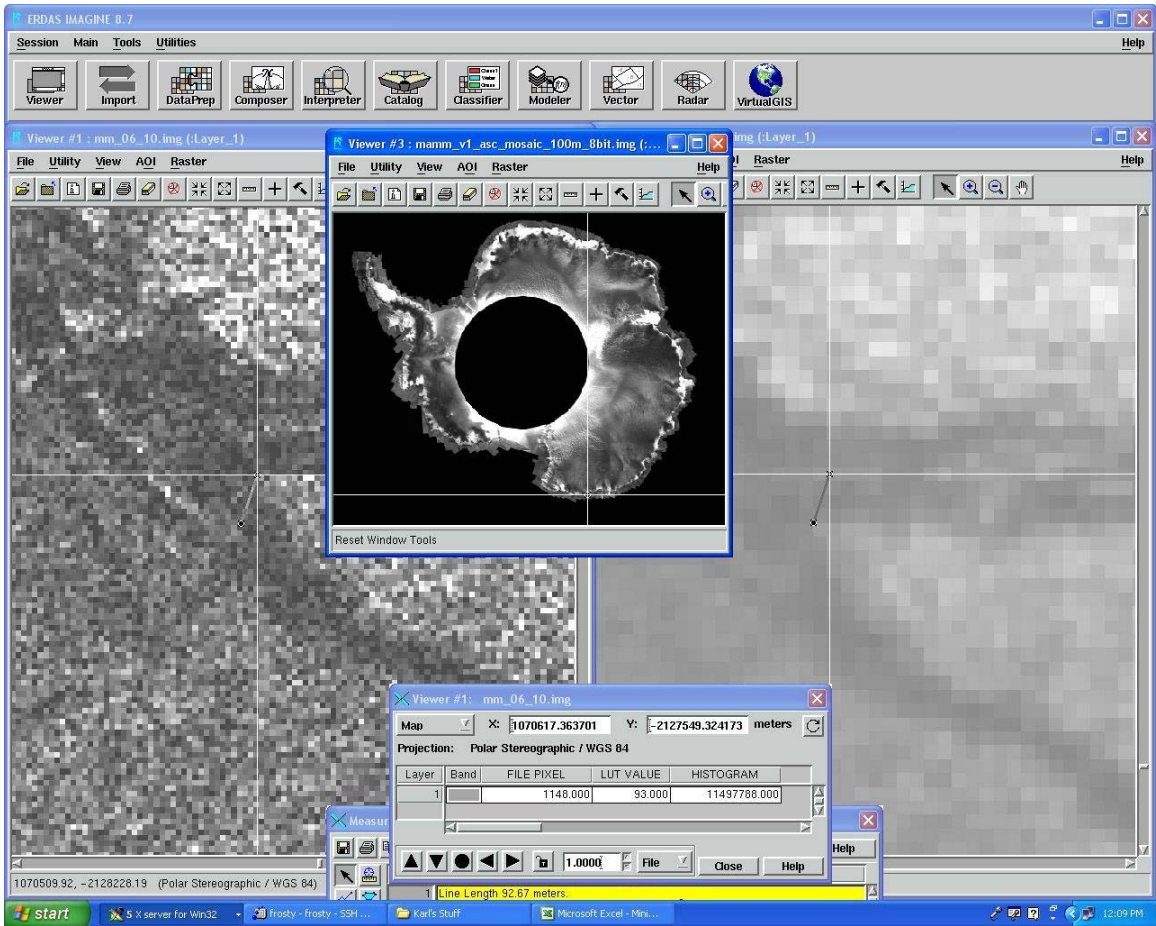 ERDAS IMAGINE 8.7
Session Main Tools Utilities Help
Viewer Import DataPrep Composer Interpreter Catalog Classifier Modeler Vector Radar VirtualGIS
Viewer #1 : mm_06_10.img (:Layer_1)
File Utility View AOI Raster
Viewer #3 : mamm_v1_asc_mosaic_100m_8bit.img (:...
File Utility View AOI Raster Help
Reset Window Tools
img (:Layer_1)
Raster Help
Viewer #1: mm_06_10.img
Map X: 1070617.363701 Y: -2127549.324173 meters
Projection: Polar Stereographic / WGS 84
Layer Band FILE PIXEL LUT VALUE HISTOGRAM
1 1148.000 93.000 11497788.000
1.0000 File Close Help
Measur
Help
1 Line Length 92.67 meters.
1070509.92, -2128228.19 (Polar Stereographic / WGS 84)
start 5 X server for Win32 frosty - frosty - SSH ... Karl's Stuff Microsoft Excel - Mini... 12:09 PM